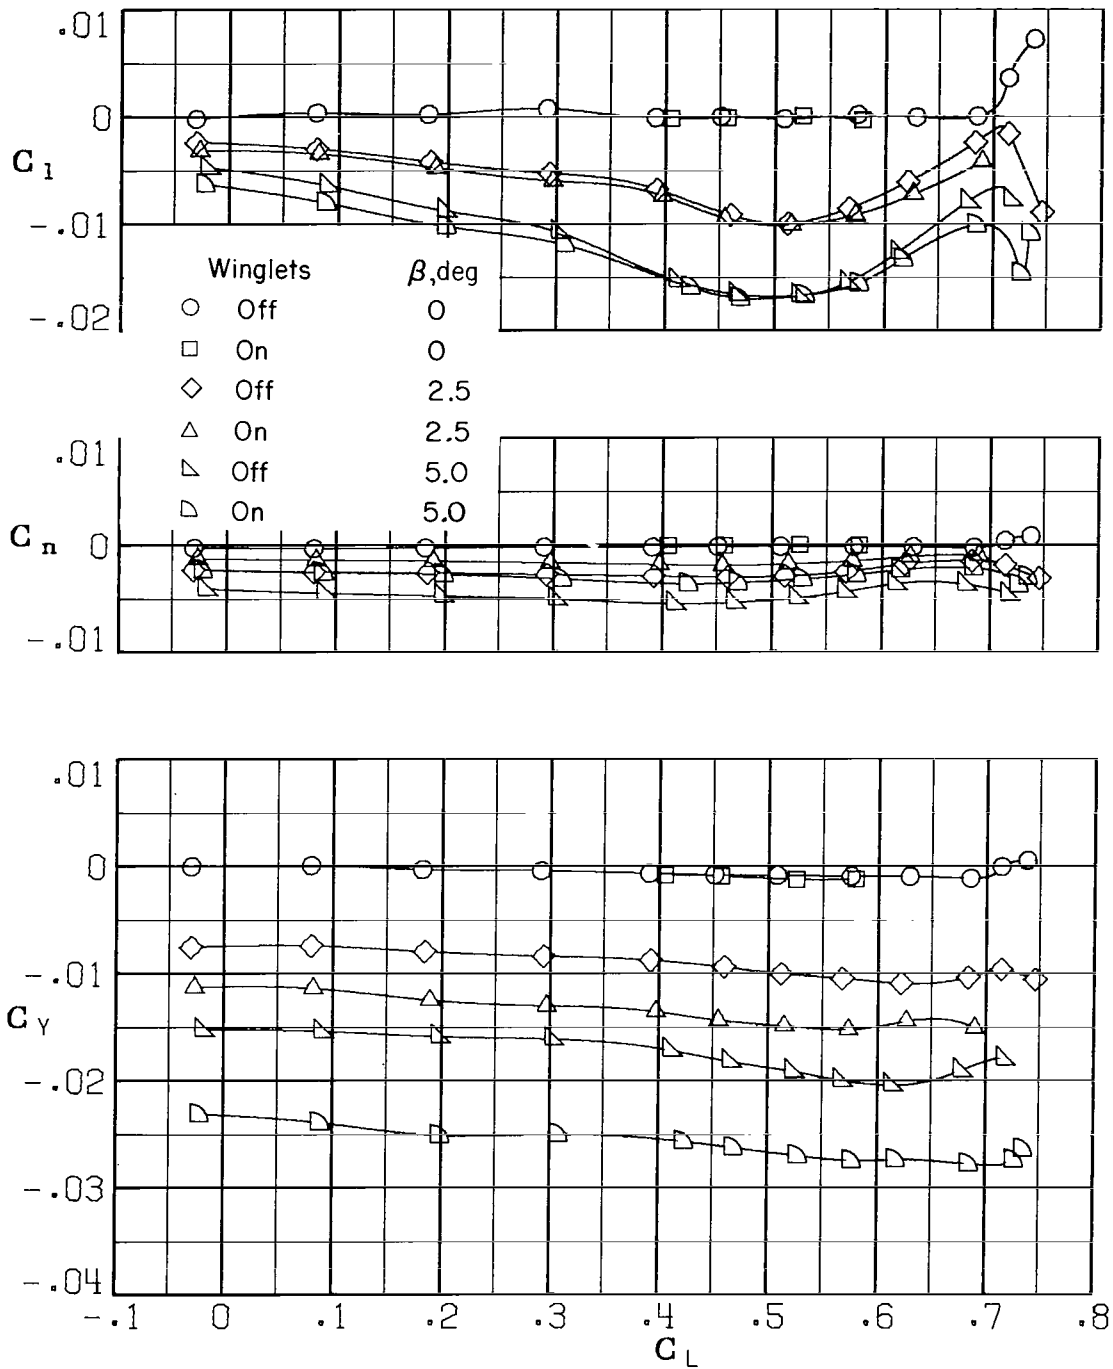 .01
0
C l
-.01
-.02
Winglets β,deg
Off 0
On 0
Off 2.5
On 2.5
Off 5.0
On 5.0
.01
C n 0
-.01
.01
0
-.01
C Y
-.02
-.03
-.04
-.1 0 .1 .2 .3 .4 .5 .6 .7 .8
C L